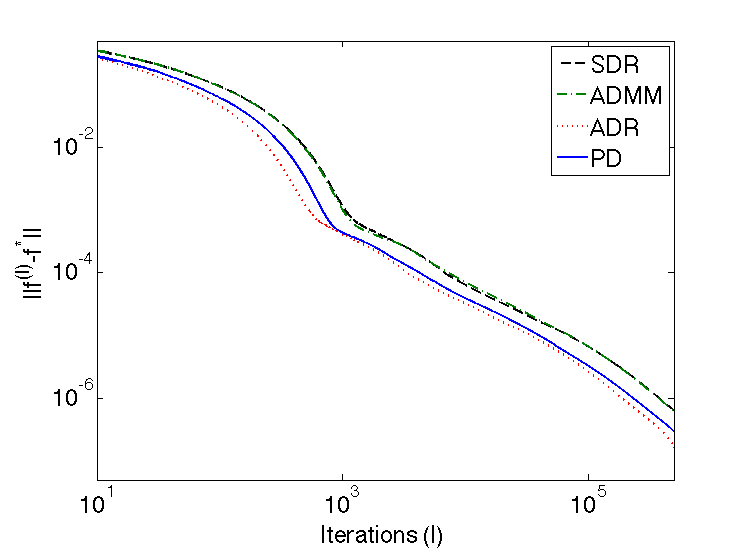 SDR
ADMM
ADR
PD
10^-2
10^-4
10^-6
||f^(l)-f^*||
10^1
10^3
10^5
Iterations (l)